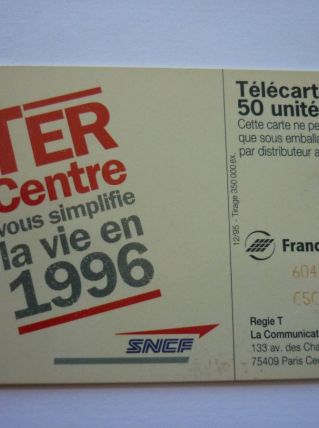 TER
Centre
vous simplifie
la vie en
1996
SNCF
12/95 - Tirage 350 000 ex.
Télécart
50 unité
Cette carte ne pe
que sous emballa
par distributeur a
Franc
604
C5C
Regie T
La Communicat
133 av. des Cha
75409 Paris Ce